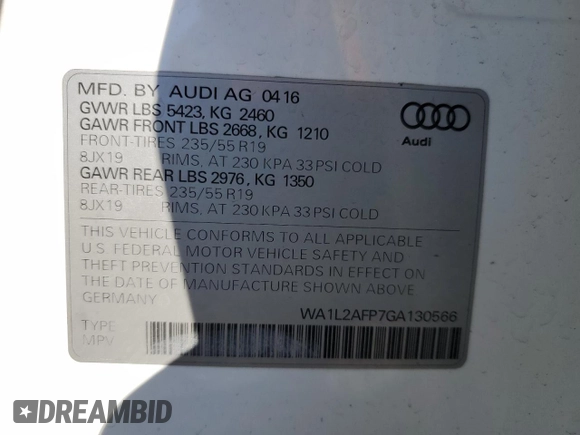 MFD. BY AUDI AG 04 16
GVWR LBS 5423, KG 2460
GAWR FRONT LBS 2668, KG 1210
FRONT-TIRES 235/55 R19
8JX19 RIMS, AT 230 KPA 33 PSI COLD
GAWR REAR LBS 2976, KG 1350
REAR-TIRES 235/55 R19
8JX19 RIMS, AT 230 KPA 33 PSI COLD
Audi
THIS VEHICLE CONFORMS TO ALL APPLICABLE
U.S. FEDERAL MOTOR VEHICLE SAFETY AND
THEFT PREVENTION STANDARDS IN EFFECT ON
THE DATE OF MANUFACTURE SHOWN ABOVE.
GERMANY
WA1L2AFP7GA130566
TYPE
MPV
DREAMBID